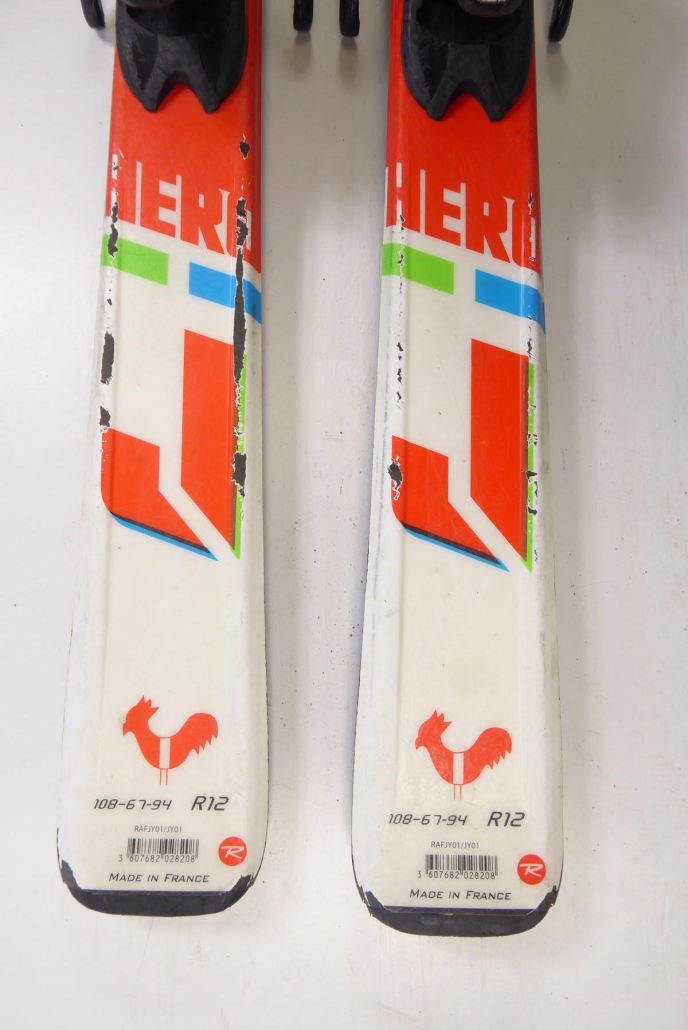 HERO
HERO
108-67-94 R12
RAFJY01/JY01
3 607682 028208
R
MADE IN FRANCE
108-67-94 R12
RAFJY01/JY01
3 607682 028208
R
MADE IN FRANCE